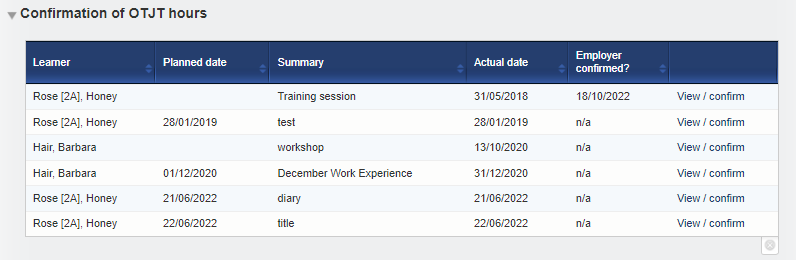 Confirmation of OTJT hours
Learner Planned date Summary Actual date Employer confirmed?
Rose [2A], Honey Training session 31/05/2018 18/10/2022 View / confirm
Rose [2A], Honey 28/01/2019 test 28/01/2019 n/a View / confirm
Hair, Barbara workshop 13/10/2020 n/a View / confirm
Hair, Barbara 01/12/2020 December Work Experience 31/12/2020 n/a View / confirm
Rose [2A], Honey 21/06/2022 diary 21/06/2022 n/a View / confirm
Rose [2A], Honey 22/06/2022 title 22/06/2022 n/a View / confirm